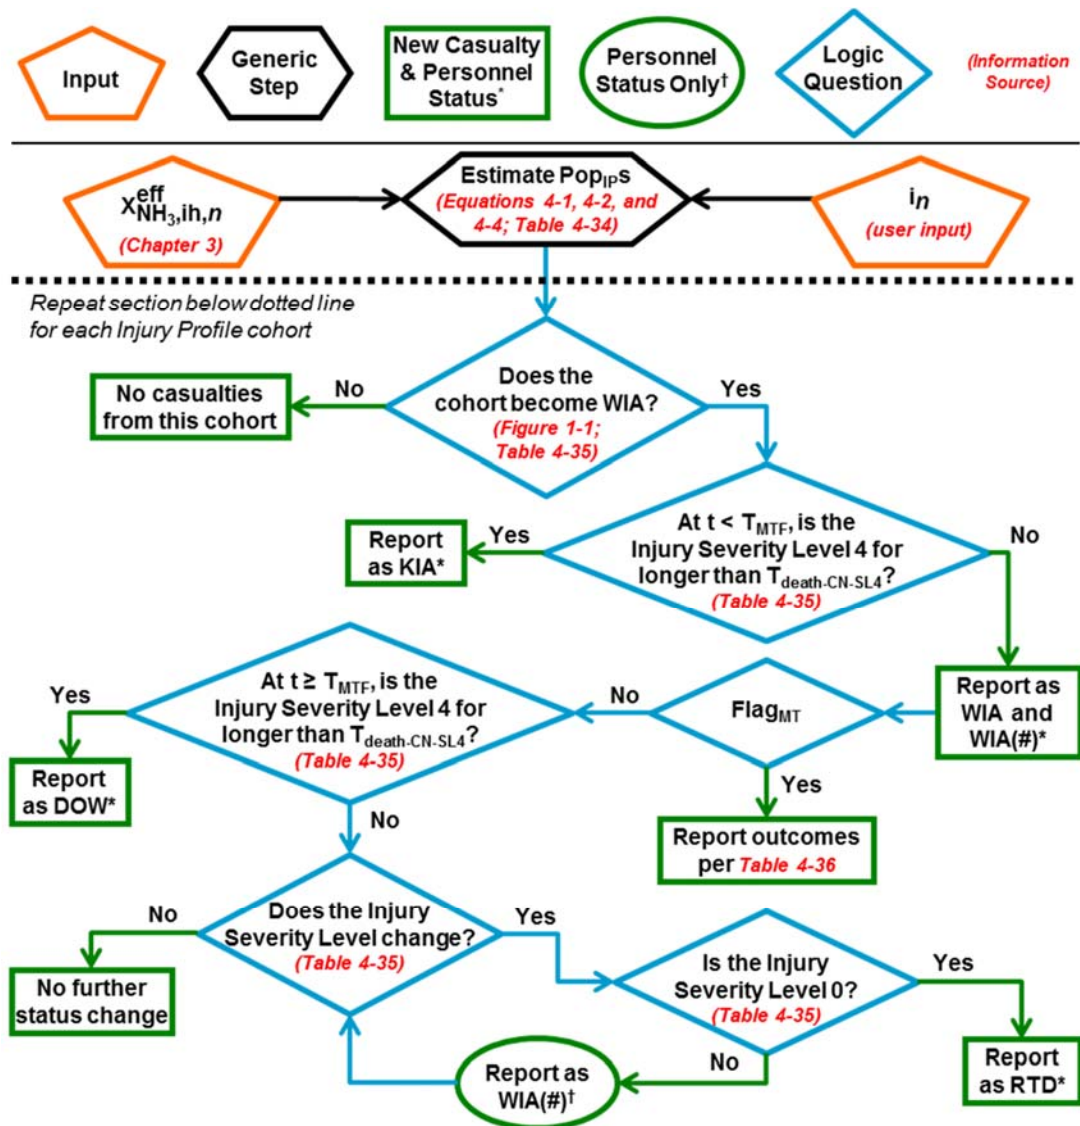 Input
Generic
Step
New Casualty
& Personnel
Status*
Personnel
Status Only†
Logic
Question
(Information
Source)
X^eff_NH3,ih,n
(Chapter 3)
Estimate Pop_IPs
(Equations 4-1, 4-2, and
4-4; Table 4-34)
i_n
(user input)
Repeat section below dotted line
for each Injury Profile cohort
Does the
cohort become WIA?
(Figure 1-1;
Table 4-35)
No
Yes
No casualties
from this cohort
At t < T_MTF, is the
Injury Severity Level 4 for
longer than T_death-CN-SL4?
(Table 4-35)
Yes
No
Report
as KIA*
Report as
WIA and
WIA(#)*
Flag_MT
No
Yes
Report outcomes
per Table 4-36
At t ≥ T_MTF, is the
Injury Severity Level 4 for
longer than T_death-CN-SL4?
(Table 4-35)
Yes
No
Report
as DOW*
Does the Injury
Severity Level change?
(Table 4-35)
No
Yes
No further
status change
Is the Injury
Severity Level 0?
(Table 4-35)
Yes
No
Report as
WIA(#)†
Report
as RTD*